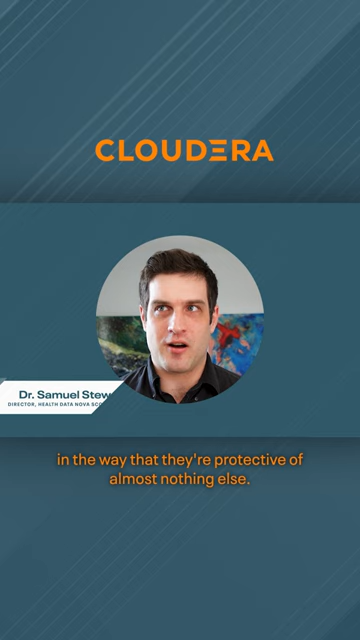 CLOUDERA
Dr. Samuel Stew
DIRECTOR, HEALTH DATA NOVA SCO
in the way that they're protective of
almost nothing else.